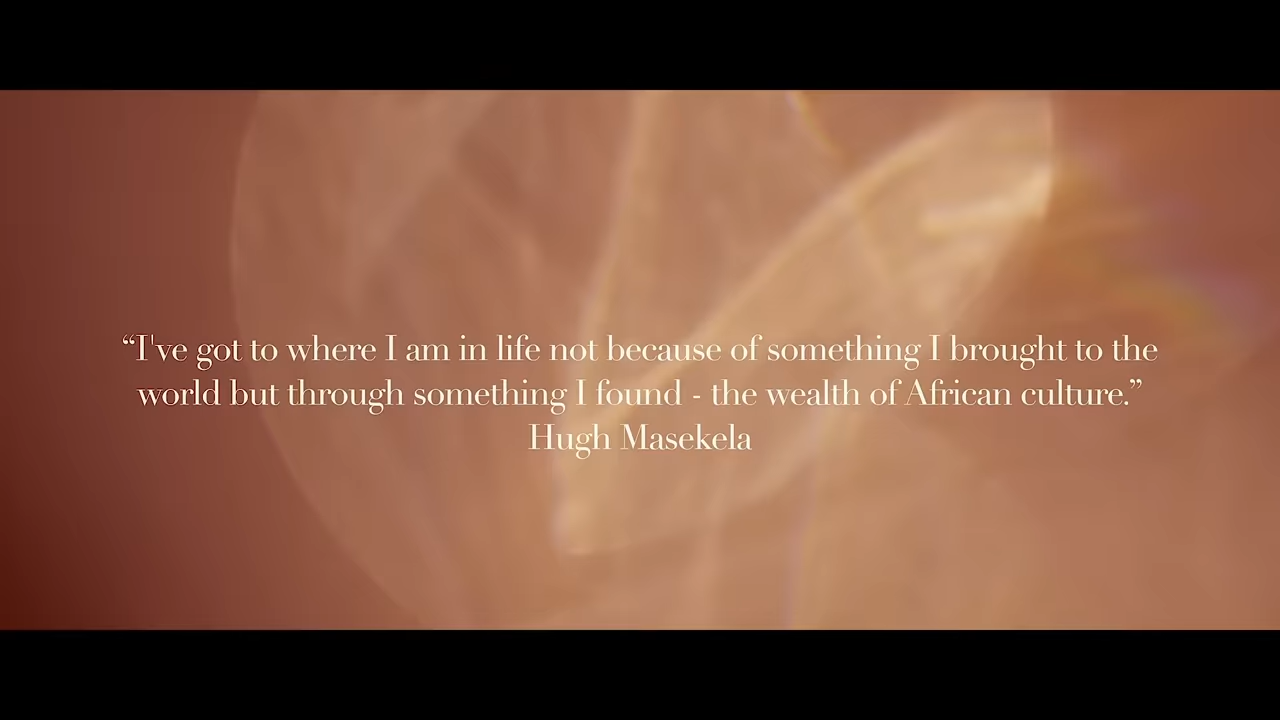 “I've got to where I am in life not because of something I brought to the
world but through something I found - the wealth of African culture.”
Hugh Masekela